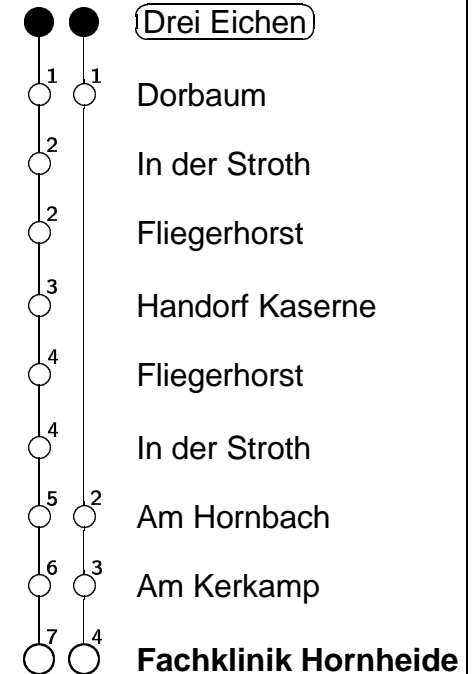 Drei Eichen
1 1 Dorbaum
2 In der Stroth
2 Fliegerhorst
3 Handorf Kaserne
4 Fliegerhorst
4 In der Stroth
5 2 Am Hornbach
6 3 Am Kerkamp
7 4 Fachklinik Hornheide